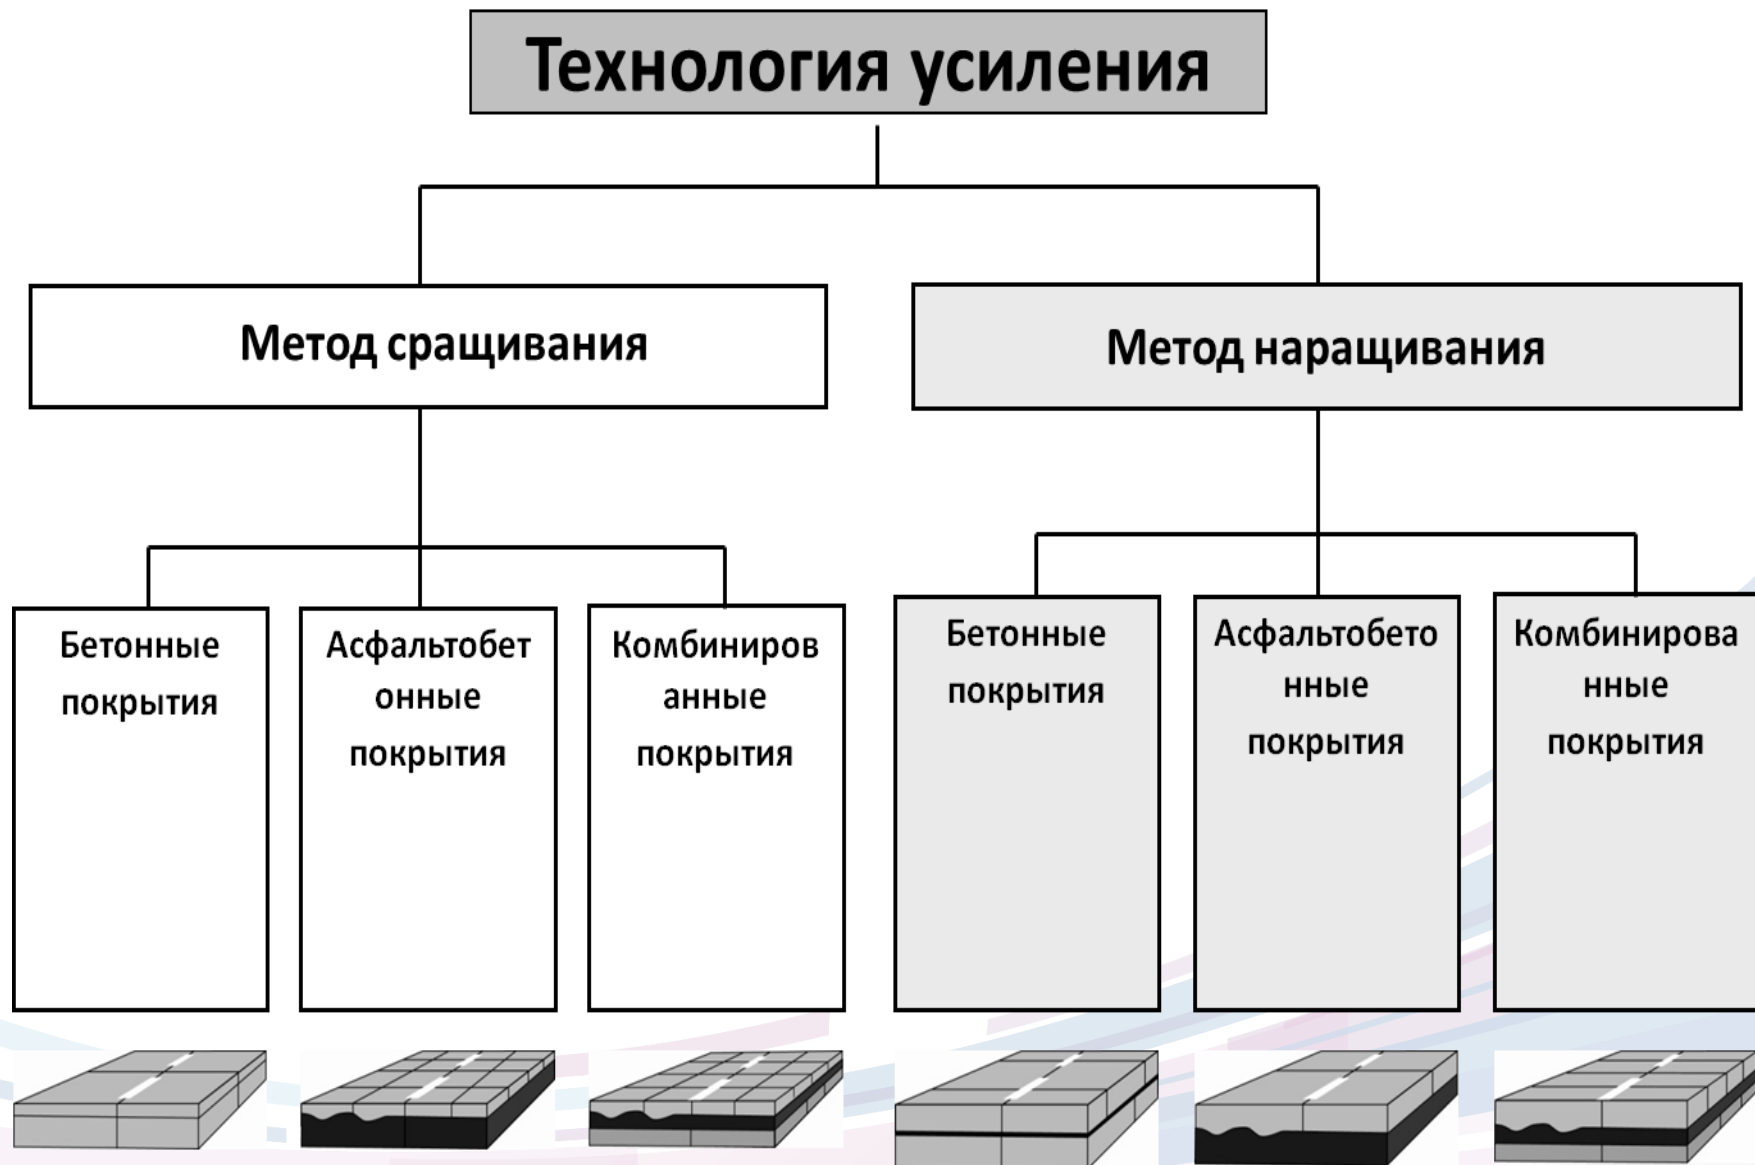 Технология усиления
Метод сращивания
Метод наращивания
Бетонные
покрытия
Асфальтобет
онные
покрытия
Комбиниров
анные
покрытия
Бетонные
покрытия
Асфальтобето
нные
покрытия
Комбинирова
нные
покрытия